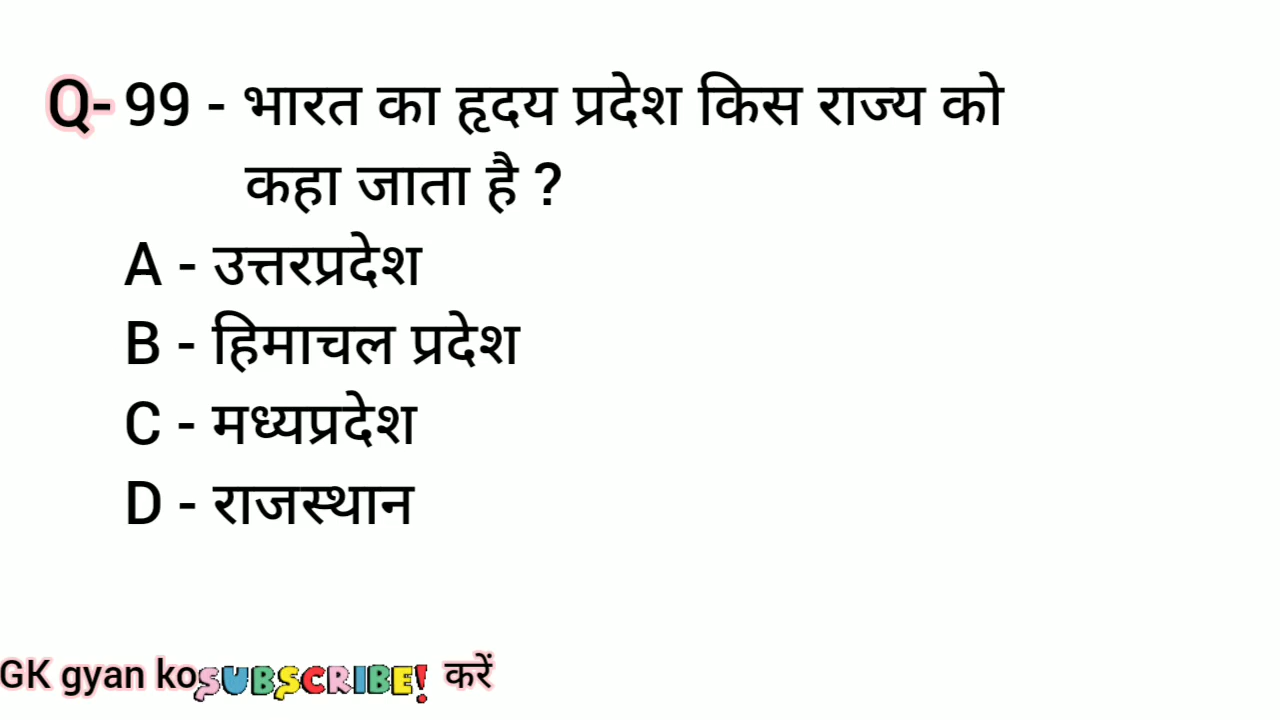 Q- 99 - भारत का हृदय प्रदेश किस राज्य को
कहा जाता है ?
A - उत्तरप्रदेश
B - हिमाचल प्रदेश
C - मध्यप्रदेश
D - राजस्थान
GK gyan ko SUBSCRIBE! करें